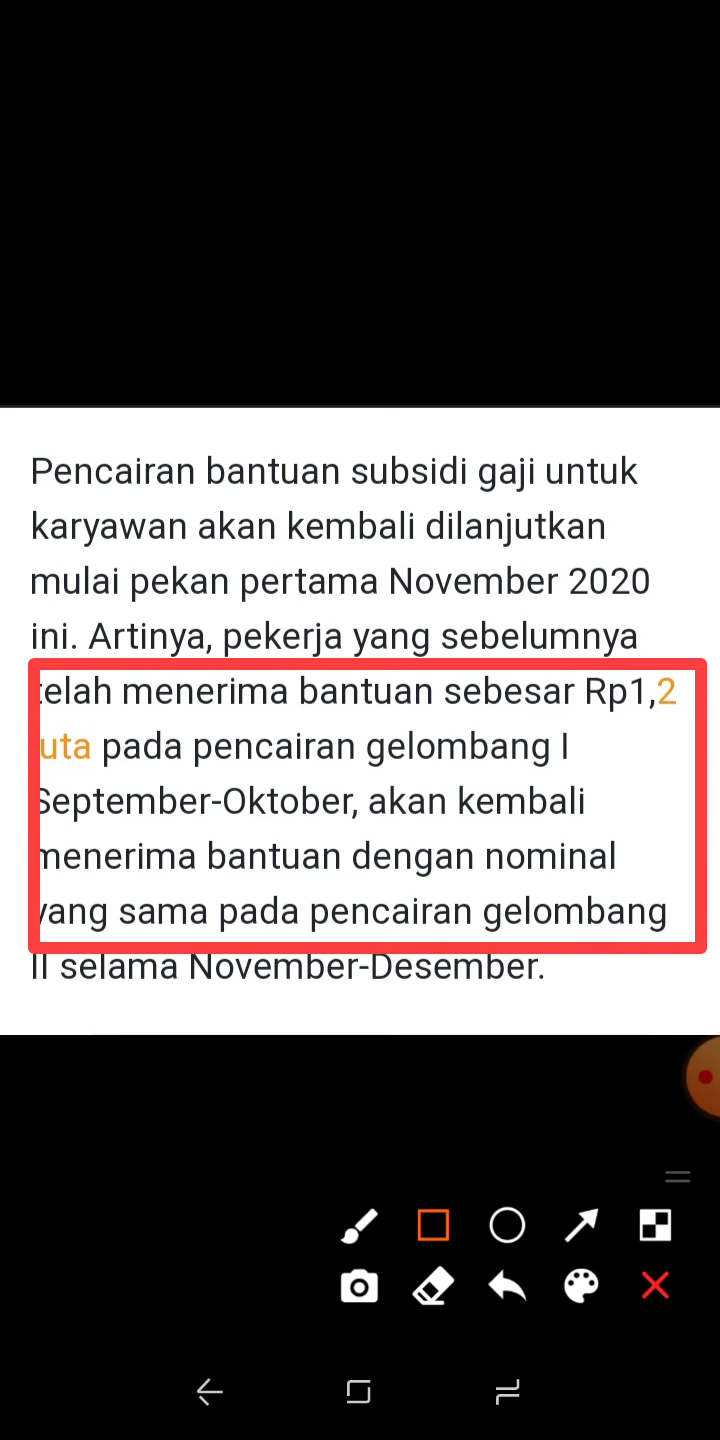 Pencairan bantuan subsidi gaji untuk
karyawan akan kembali dilanjutkan
mulai pekan pertama November 2020
ini. Artinya, pekerja yang sebelumnya
telah menerima bantuan sebesar Rp1,2
juta pada pencairan gelombang I
September-Oktober, akan kembali
menerima bantuan dengan nominal
yang sama pada pencairan gelombang
II selama November-Desember.